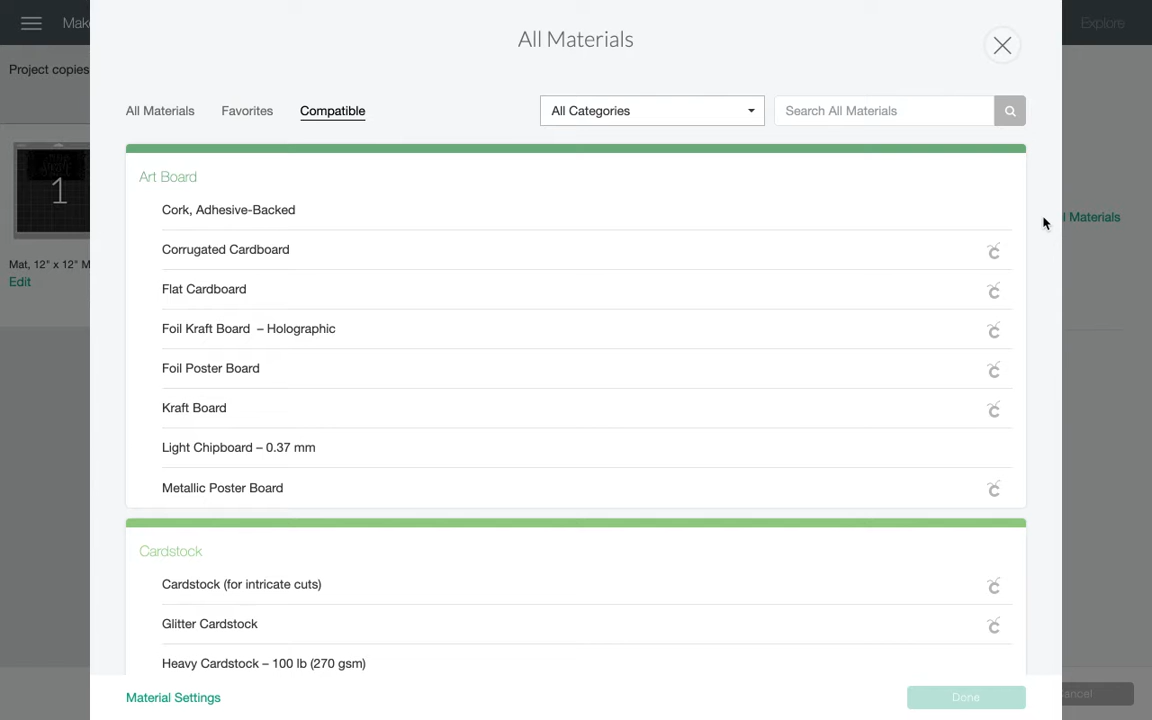 Mak
All Materials
Explore
Project copies
All Materials Favorites Compatible
All Categories
Search All Materials
Art Board
Cork, Adhesive-Backed
Corrugated Cardboard
Flat Cardboard
Foil Kraft Board – Holographic
Foil Poster Board
Kraft Board
Light Chipboard – 0.37 mm
Metallic Poster Board
Cardstock
Cardstock (for intricate cuts)
Glitter Cardstock
Heavy Cardstock – 100 lb (270 gsm)
1
Mat, 12" x 12" M
Edit
l Materials
Material Settings
Done
ancel